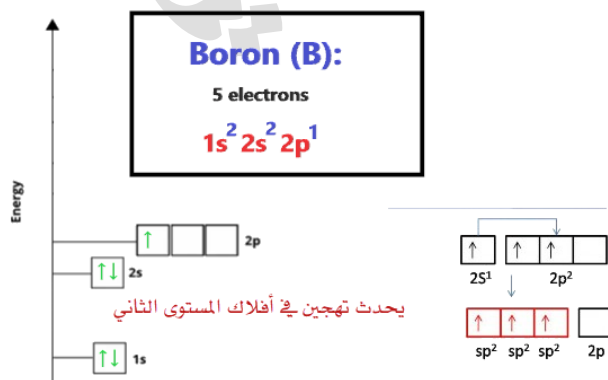 Boron (B):
5 electrons
1s² 2s² 2p¹
Energy
2p
2s
يحدث تهجين في أفلاك المستوى الثاني
1s
2S¹ 2p²
sp² sp² sp² 2p